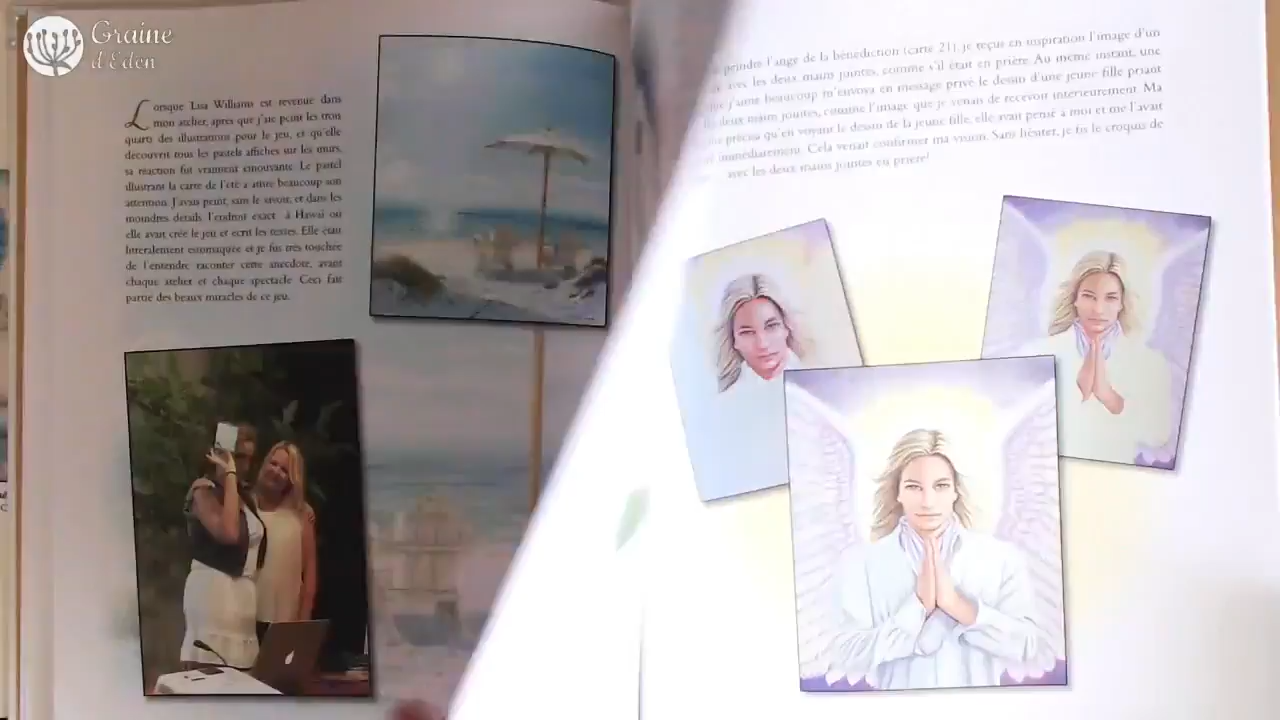 Graine
d'Eden
Lorsque Lisa Williams est revenue dans
mon atelier, après que j'aie peint les trois
quarts des illustrations pour le jeu, et qu'elle
découvrit tous les pastels affichés sur les murs,
sa réaction fut vraiment émouvante. Le pastel
illustrant la carte de l'été a attiré beaucoup son
attention. J'avais peint, sans le savoir, et dans les
moindres détails, l'endroit exact à Hawaï où
elle avait créé le jeu et écrit les textes. Elle était
littéralement estomaquée et je fus très touchée
de l'entendre raconter cette anecdote, avant
chaque atelier et chaque spectacle. Ceci fait
partie des beaux miracles de ce jeu.
peindre l'ange de la bénédiction (carte 21), je reçus en inspiration l'image d'un
avec les deux mains jointes, comme s'il était en prière. Au même instant, une
que j'aime beaucoup m'envoya en message privé le dessin d'une jeune fille priant
deux mains jointes, comme l'image que je venais de recevoir intérieurement. Ma
précisa qu'en voyant le dessin de la jeune fille, elle avait pensé à moi et me l'avait
immédiatement. Cela venait confirmer ma vision. Sans hésiter, je fis le croquis de
avec les deux mains jointes en prière!